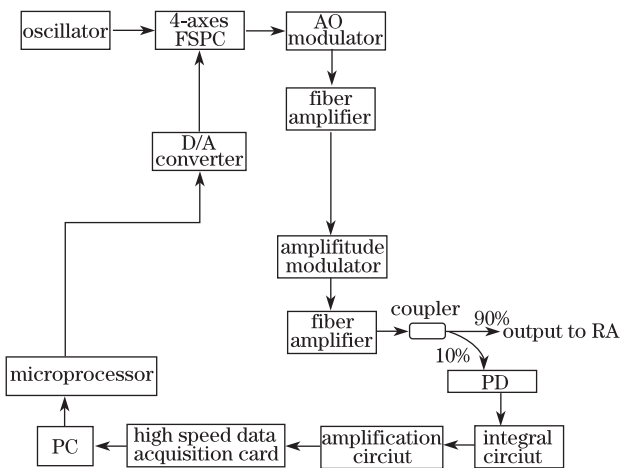 oscillator
4-axes
FSPC
AO
modulator
fiber
amplifier
D/A
converter
amplifitude
modulator
fiber
amplifier
coupler
90%
output to RA
10%
PD
microprocessor
PC
high speed data
acquisition card
amplification
circiut
integral
circiut